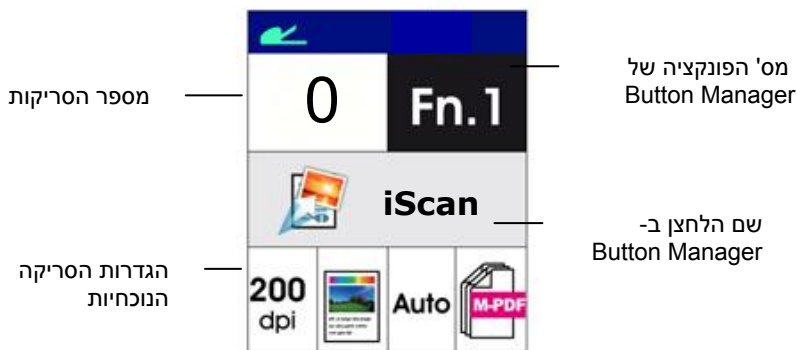 מספר הסריקות
0
Fn.1
מס' הפונקציה של
Button Manager
iScan
שם הלחצן ב-
Button Manager
הגדרות הסריקה
הנוכחיות
200
dpi
Auto
M-PDF